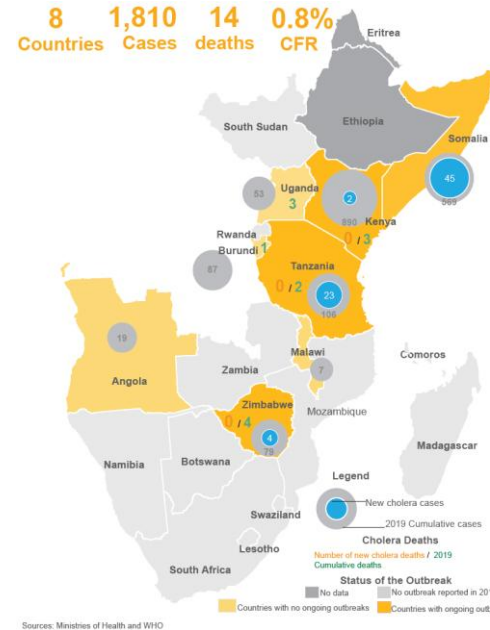 8 1,810 14 0.8%
Countries Cases deaths CFR
Eritrea
Ethiopia
South Sudan
Somalia
45
569
Uganda
53
3
2
890
Kenya
0 / 3
Rwanda
Burundi 1
87
Tanzania
0 / 2
23
106
19
Angola
Zambia
Malawi
7
Comoros
Mozambique
Zimbabwe
0 / 4
4
79
Madagascar
Namibia
Botswana
Swaziland
Lesotho
South Africa
Legend
New cholera cases
2019 Cumulative cases
Cholera Deaths
Number of new cholera deaths / 2019
Cumulative deaths
Status of the Outbreak
No data No outbreak reported in 201
Countries with no ongoing outbreaks Countries with ongoing outb
Sources: Ministries of Health and WHO